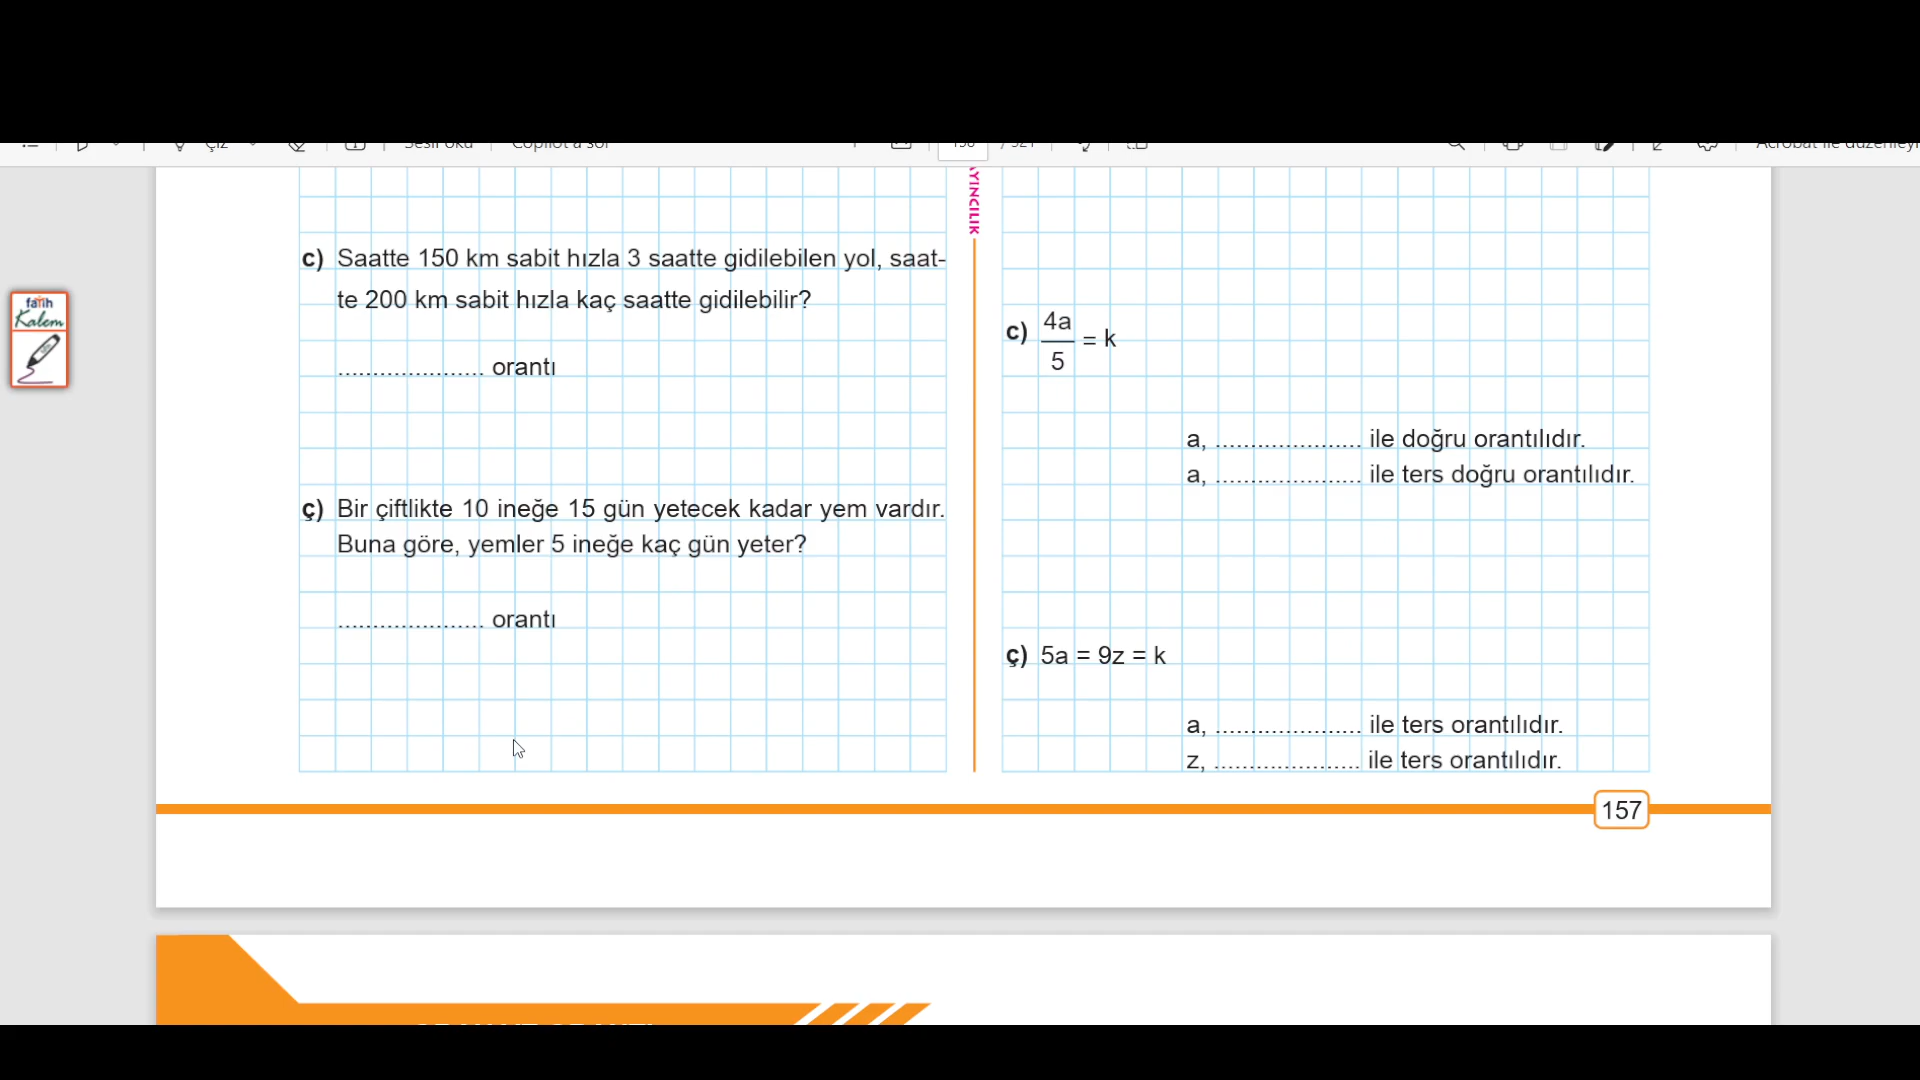 c) Saatte 150 km sabit hızla 3 saatte gidilebilen yol, saat-
te 200 km sabit hızla kaç saatte gidilebilir?
..................... orantı
ç) Bir çiftlikte 10 ineğe 15 gün yetecek kadar yem vardır.
Buna göre, yemler 5 ineğe kaç gün yeter?
..................... orantı
YINCILIK
c) 4a/5 = k
a, ..................... ile doğru orantılıdır.
a, ..................... ile ters doğru orantılıdır.
ç) 5a = 9z = k
a, ..................... ile ters orantılıdır.
z, ..................... ile ters orantılıdır.
157
fatih
Kalem